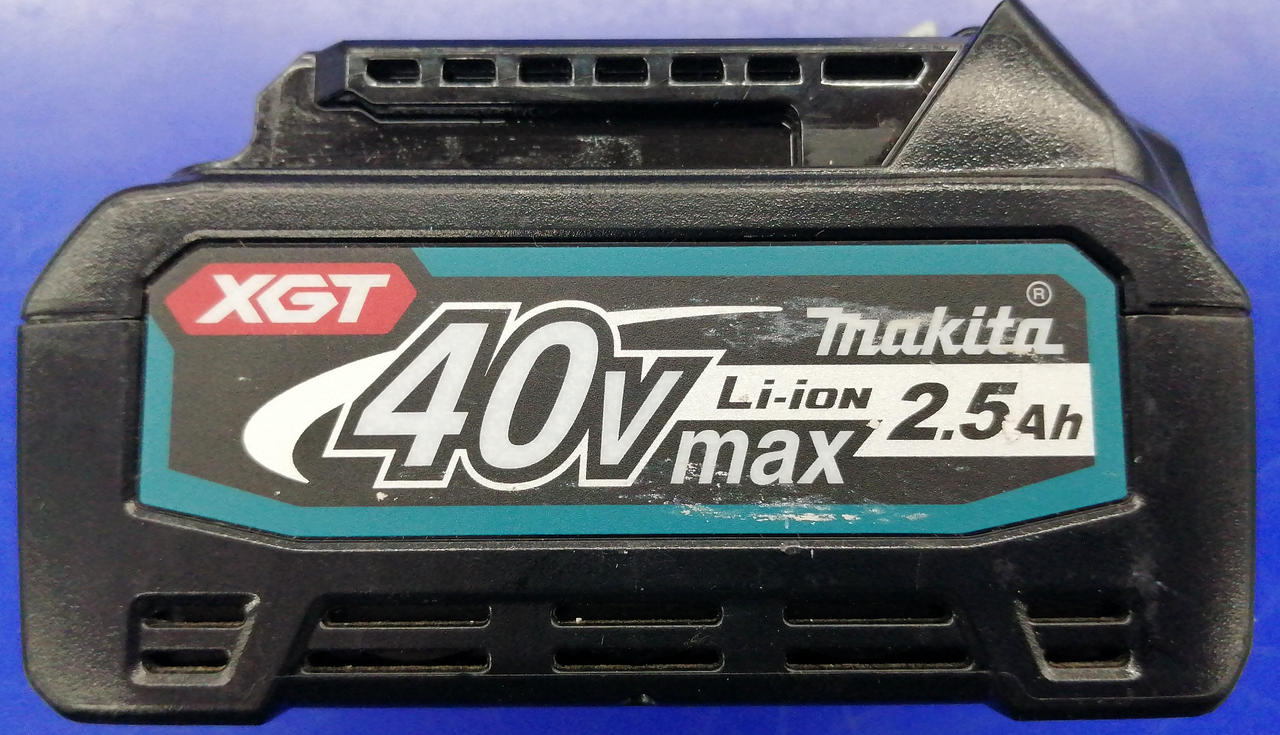 XGT
40v max
makita®
Li-ion 2.5Ah